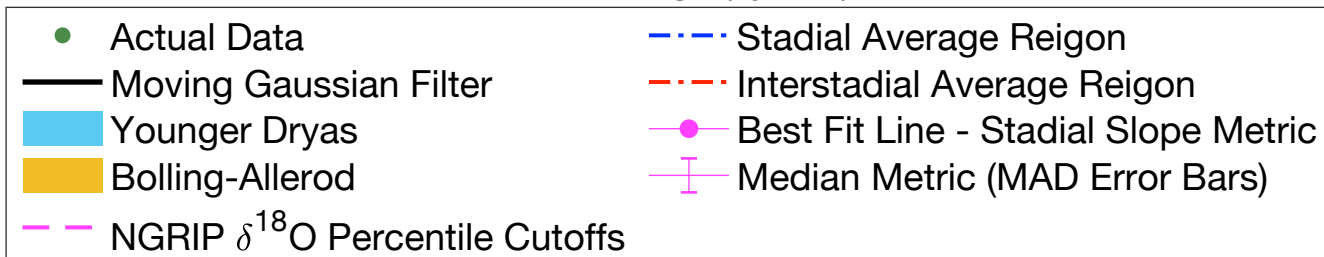 Actual Data
Moving Gaussian Filter
Younger Dryas
Bolling-Allerod
NGRIP δ¹⁸O Percentile Cutoffs
Stadial Average Reigon
Interstadial Average Reigon
Best Fit Line - Stadial Slope Metric
Median Metric (MAD Error Bars)